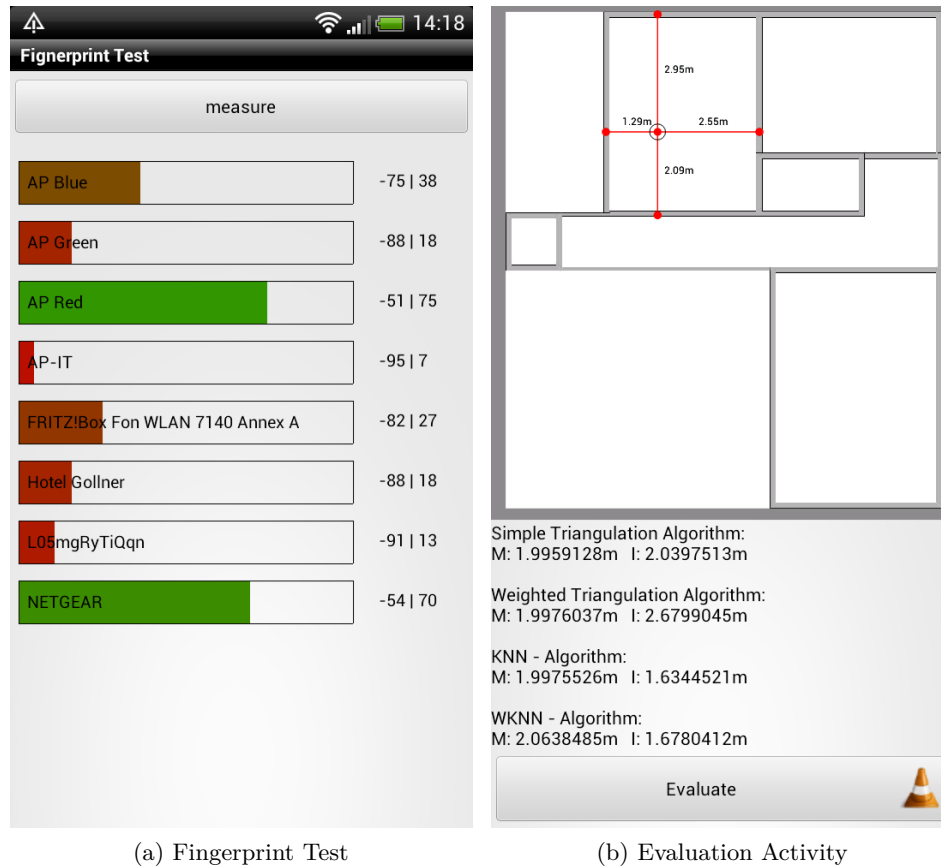 14:18
Fignerprint Test
measure
AP Blue -75 | 38
AP Green -88 | 18
AP Red -51 | 75
AP-IT -95 | 7
FRITZ!Box Fon WLAN 7140 Annex A -82 | 27
Hotel Gollner -88 | 18
L05mgRyTiQqn -91 | 13
NETGEAR -54 | 70
(a) Fingerprint Test
2.95m
1.29m 2.55m
2.09m
Simple Triangulation Algorithm:
M: 1.9959128m I: 2.0397513m
Weighted Triangulation Algorithm:
M: 1.9976037m I: 2.6799045m
KNN - Algorithm:
M: 1.9975526m I: 1.6344521m
WKNN - Algorithm:
M: 2.0638485m I: 1.6780412m
Evaluate
(b) Evaluation Activity